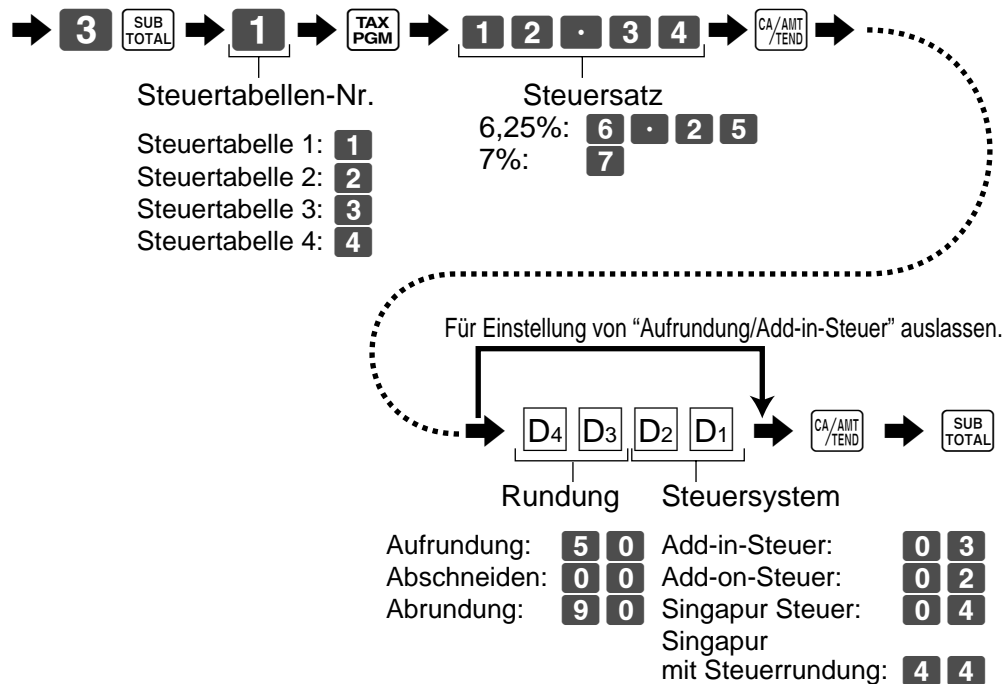 3 SUB TOTAL 1 TAX PGM 1 2 · 3 4 CA/AMT /TEND
Steuertabellen-Nr.
Steuertabelle 1: 1
Steuertabelle 2: 2
Steuertabelle 3: 3
Steuertabelle 4: 4
Steuersatz
6,25%: 6 · 2 5
7%: 7
Für Einstellung von “Aufrundung/Add-in-Steuer” auslassen.
D4 D3 D2 D1 CA/AMT /TEND SUB TOTAL
Rundung
Aufrundung: 5 0
Abschneiden: 0 0
Abrundung: 9 0
Steuersystem
Add-in-Steuer: 0 3
Add-on-Steuer: 0 2
Singapur Steuer: 0 4
Singapur
mit Steuerrundung: 4 4